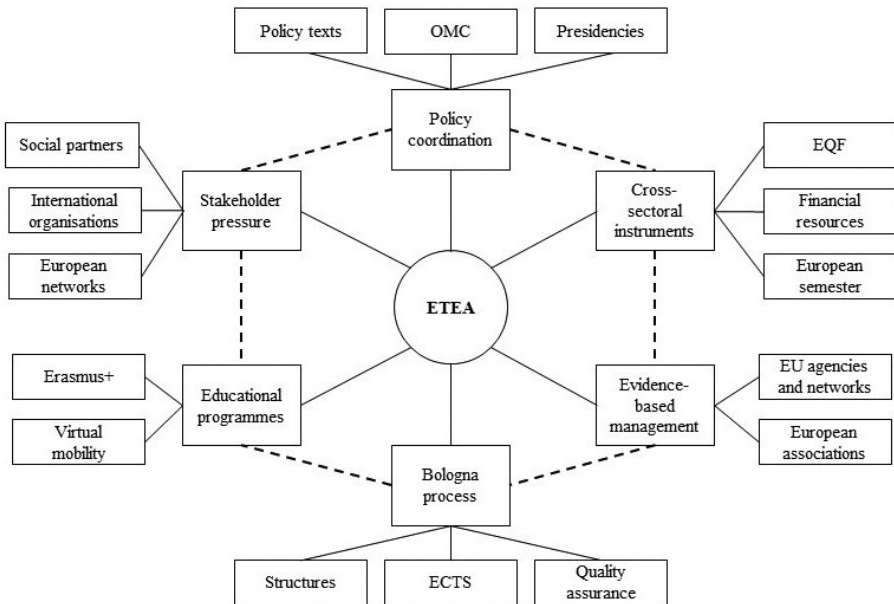 Policy texts
OMC
Presidencies
Policy
coordination
Social partners
International
organisations
European
networks
Stakeholder
pressure
Cross-
sectoral
instruments
EQF
Financial
resources
European
semester
ETEA
Erasmus+
Virtual
mobility
Educational
programmes
Evidence-
based
management
EU agencies
and networks
European
associations
Bologna
process
Structures
ECTS
Quality
assurance